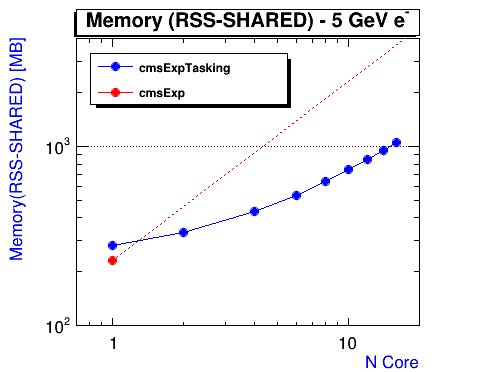 Memory (RSS-SHARED) - 5 GeV e⁻
cmsExpTasking
cmsExp
Memory(RSS-SHARED) [MB]
10³
10²
1
10
N Core